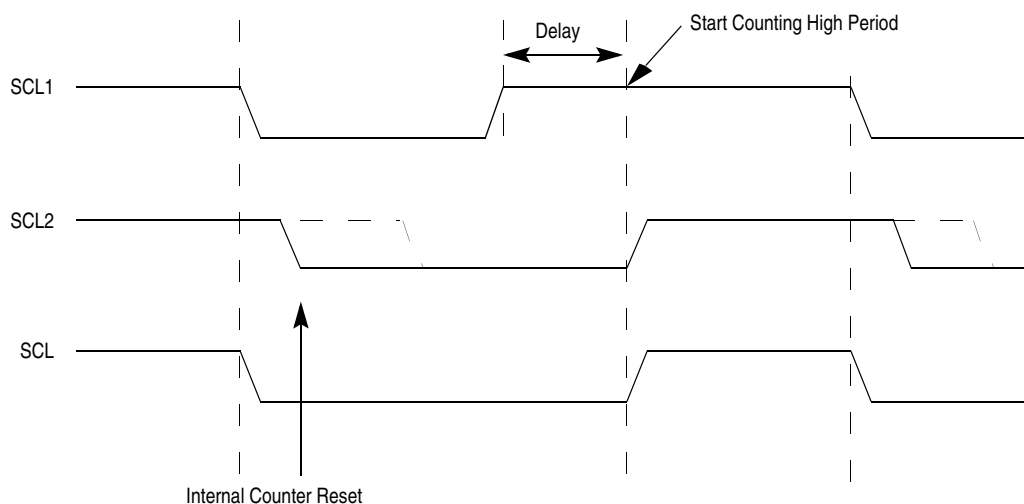 Start Counting High Period
Delay
SCL1
SCL2
SCL
Internal Counter Reset